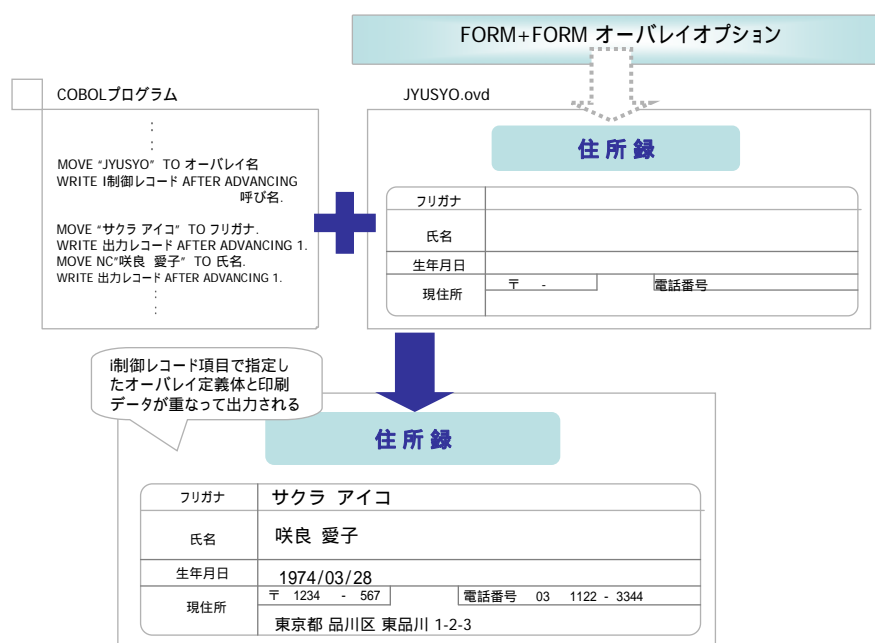 FORM+FORM オーバレイオプション
COBOLプログラム
:
:
MOVE "JYUSYO" TO オーバレイ名
WRITE I制御レコード AFTER ADVANCING
呼び名.
MOVE "サクラ アイコ" TO フリガナ.
WRITE 出力レコード AFTER ADVANCING 1.
MOVE NC"咲良 愛子" TO 氏名.
WRITE 出力レコード AFTER ADVANCING 1.
:
:
JYUSYO.ovd
住所録
フリガナ
氏名
生年月日
現住所
〒 -
電話番号
i制御レコード項目で指定し
たオーバレイ定義体と印刷
データが重なって出力される
住所録
フリガナ サクラ アイコ
氏名 咲良 愛子
生年月日 1974/03/28
現住所
〒 1234 - 567 電話番号 03 1122 - 3344
東京都 品川区 東品川 1-2-3